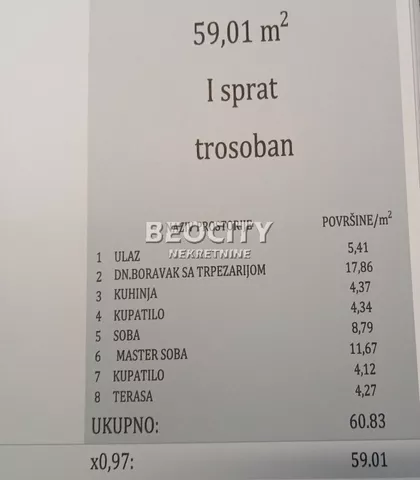 59,01 m²
I sprat
trosoban
NAZIV PROSTORIJE POVRŠINE/m²
BEOCITY
NEKRETNINE
1 ULAZ 5,41
2 DN.BORAVAK SA TRPEZARIJOM 17,86
3 KUHINJA 4,37
4 KUPATILO 4,34
5 SOBA 8,79
6 MASTER SOBA 11,67
7 KUPATILO 4,12
8 TERASA 4,27
UKUPNO: 60.83
x0,97: 59.01